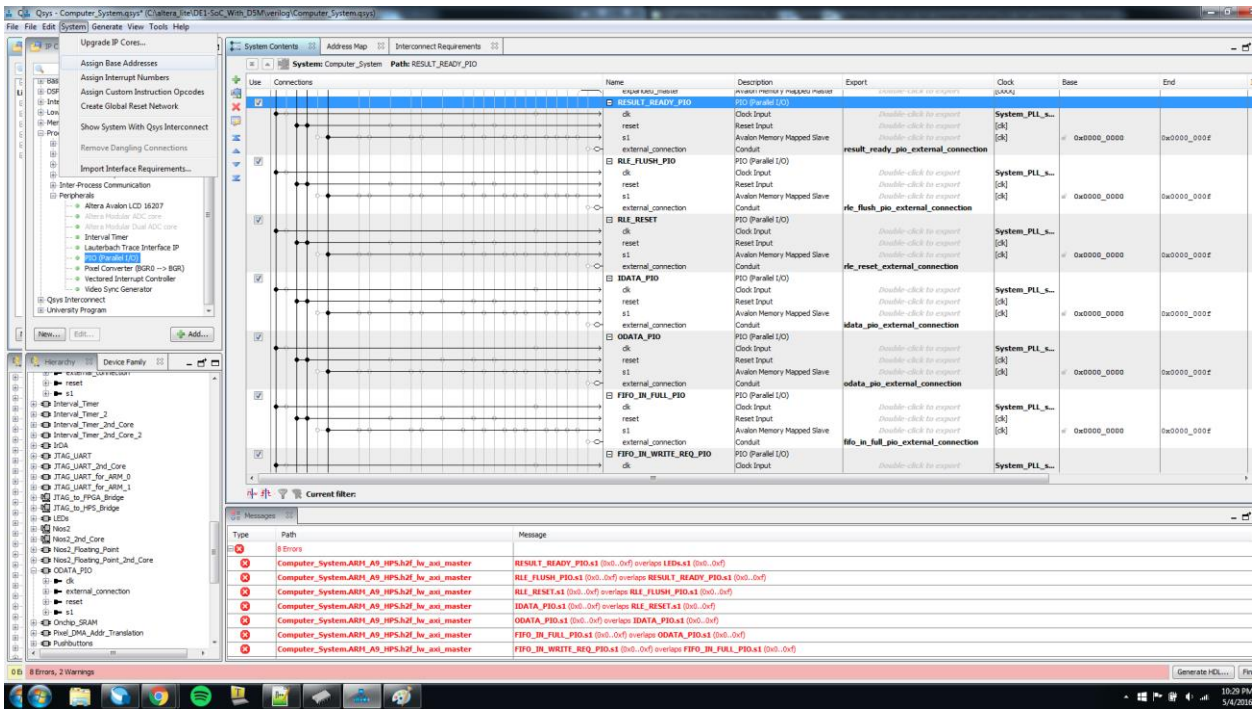 Qsys - Computer_System.qsys* (C:\altera_lite\DE1-SoC_With_DSM\verilog\Computer_System.qsys)
File File Edit System Generate View Tools Help
Upgrade IP Cores...
Assign Base Addresses
Assign Interrupt Numbers
Assign Custom Instruction Opcodes
Create Global Reset Network
Show System With Qsys Interconnect
Remove Dangling Connections
Import Interface Requirements...
Inter-Process Communication
Peripherals
Altera Avalon LCD 16207
Altera Modular ADC core
Altera Modular Dual ADC core
Interval Timer
Lauterbach Trace Interface IP
PIO (Parallel I/O)
Pixel Converter (BGR0 --> BGR)
Vectored Interrupt Controller
Video Sync Generator
Qsys Interconnect
University Program
New... Edit... Add...
Hierarchy Device Family
external_connection
reset
s1
Interval_Timer
Interval_Timer_2
Interval_Timer_2nd_Core
Interval_Timer_2nd_Core_2
IrDA
JTAG_UART
JTAG_UART_2nd_Core
JTAG_UART_for_ARM_0
JTAG_UART_for_ARM_1
JTAG_to_FPGA_Bridge
JTAG_to_HPS_Bridge
LEDs
Nios2
Nios2_2nd_Core
Nios2_Floating_Point
Nios2_Floating_Point_2nd_Core
ODATA_PIO
clk
external_connection
reset
s1
Onchip_SRAM
Pixel_DMA_Addr_Translation
Pushbuttons
System Contents Address Map Interconnect Requirements
System: Computer_System Path: RESULT_READY_PIO
Use Connections Name Description Export Clock Base End
expanded_master Avalon Memory Mapped Master Double-click to export [clock]
RESULT_READY_PIO PIO (Parallel I/O)
clk Clock Input Double-click to export System_PLL_s...
reset Reset Input Double-click to export [clk]
s1 Avalon Memory Mapped Slave Double-click to export [clk] 0x0000_0000 0x0000_000f
external_connection Conduit result_ready_pio_external_connection
RLE_FLUSH_PIO PIO (Parallel I/O)
clk Clock Input Double-click to export System_PLL_s...
reset Reset Input Double-click to export [clk]
s1 Avalon Memory Mapped Slave Double-click to export [clk] 0x0000_0000 0x0000_000f
external_connection Conduit rle_flush_pio_external_connection
RLE_RESET PIO (Parallel I/O)
clk Clock Input Double-click to export System_PLL_s...
reset Reset Input Double-click to export [clk]
s1 Avalon Memory Mapped Slave Double-click to export [clk] 0x0000_0000 0x0000_000f
external_connection Conduit rle_reset_external_connection
IDATA_PIO PIO (Parallel I/O)
clk Clock Input Double-click to export System_PLL_s...
reset Reset Input Double-click to export [clk]
s1 Avalon Memory Mapped Slave Double-click to export [clk] 0x0000_0000 0x0000_000f
external_connection Conduit idata_pio_external_connection
ODATA_PIO PIO (Parallel I/O)
clk Clock Input Double-click to export System_PLL_s...
reset Reset Input Double-click to export [clk]
s1 Avalon Memory Mapped Slave Double-click to export [clk] 0x0000_0000 0x0000_000f
external_connection Conduit odata_pio_external_connection
FIFO_IN_FULL_PIO PIO (Parallel I/O)
clk Clock Input Double-click to export System_PLL_s...
reset Reset Input Double-click to export [clk]
s1 Avalon Memory Mapped Slave Double-click to export [clk] 0x0000_0000 0x0000_000f
external_connection Conduit fifo_in_full_pio_external_connection
FIFO_IN_WRITE_REQ_PIO PIO (Parallel I/O)
clk Clock Input Double-click to export System_PLL_s...
Current filter:
Messages
Type Path Message
8 Errors
Computer_System.ARM_A9_HPS.h2f_lw_axi_master RESULT_READY_PIO.s1 (0x0..0xf) overlaps LEDs.s1 (0x0..0xf)
Computer_System.ARM_A9_HPS.h2f_lw_axi_master RLE_FLUSH_PIO.s1 (0x0..0xf) overlaps RESULT_READY_PIO.s1 (0x0..0xf)
Computer_System.ARM_A9_HPS.h2f_lw_axi_master RLE_RESET.s1 (0x0..0xf) overlaps RLE_FLUSH_PIO.s1 (0x0..0xf)
Computer_System.ARM_A9_HPS.h2f_lw_axi_master IDATA_PIO.s1 (0x0..0xf) overlaps RLE_RESET.s1 (0x0..0xf)
Computer_System.ARM_A9_HPS.h2f_lw_axi_master ODATA_PIO.s1 (0x0..0xf) overlaps IDATA_PIO.s1 (0x0..0xf)
Computer_System.ARM_A9_HPS.h2f_lw_axi_master FIFO_IN_FULL_PIO.s1 (0x0..0xf) overlaps ODATA_PIO.s1 (0x0..0xf)
Computer_System.ARM_A9_HPS.h2f_lw_axi_master FIFO_IN_WRITE_REQ_PIO.s1 (0x0..0xf) overlaps FIFO_IN_FULL_PIO.s1 (0x0..0xf)
8 Errors, 2 Warnings
Generate HDL... Fin
10:29 PM
5/4/2016